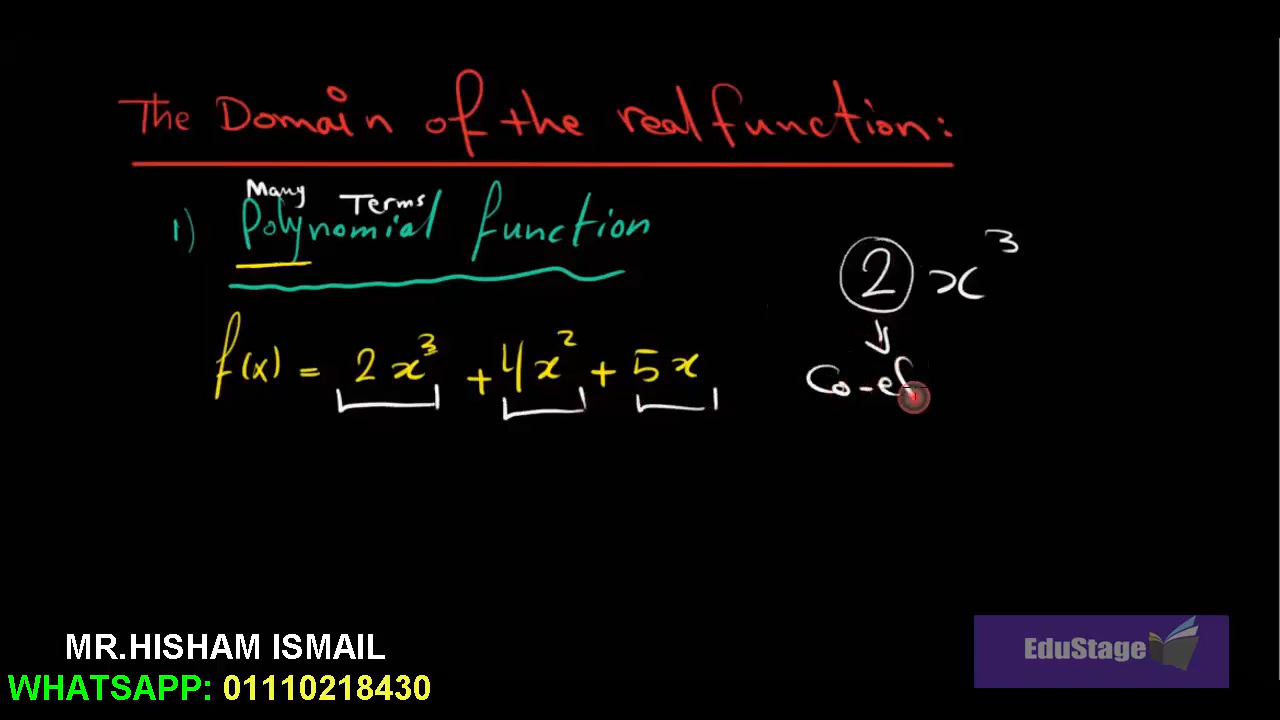 The Domain of the real function:
Many Terms
1) Polynomial function
2x³
f(x) = 2x³ + 4x² + 5x
Co-ef
MR.HISHAM ISMAIL
WHATSAPP: 01110218430
EduStage